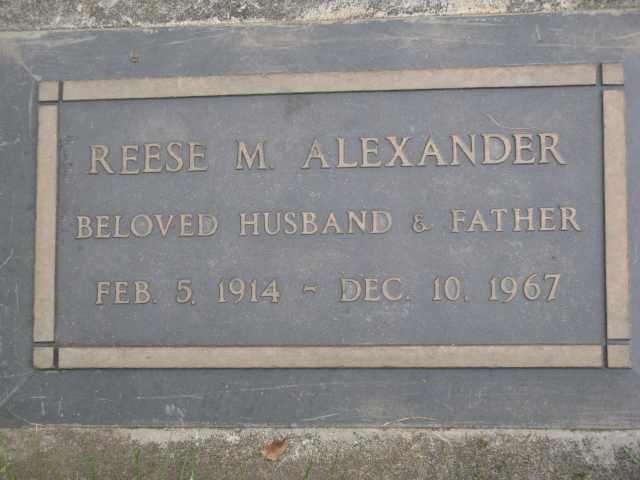 REESE M. ALEXANDER
BELOVED HUSBAND & FATHER
FEB. 5, 1914 ~ DEC. 10, 1967